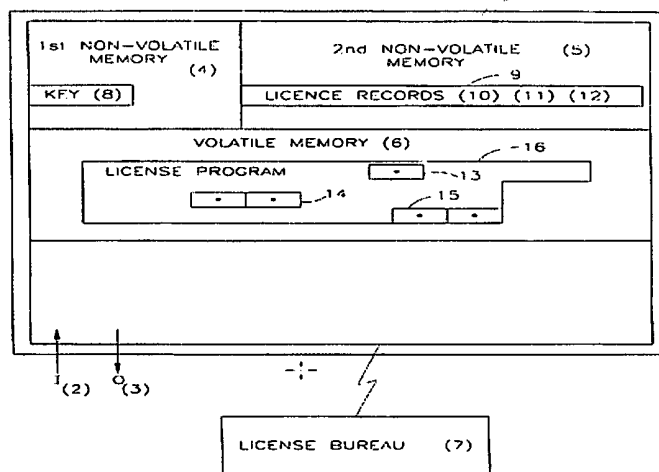 1st NON-VOLATILE
MEMORY
(4)
2nd NON-VOLATILE (5)
MEMORY
9
KEY (8)
LICENCE RECORDS (10) (11) (12)
VOLATILE MEMORY (6)
16
LICENSE PROGRAM
13
14
15
I (2)
O (3)
LICENSE BUREAU (7)